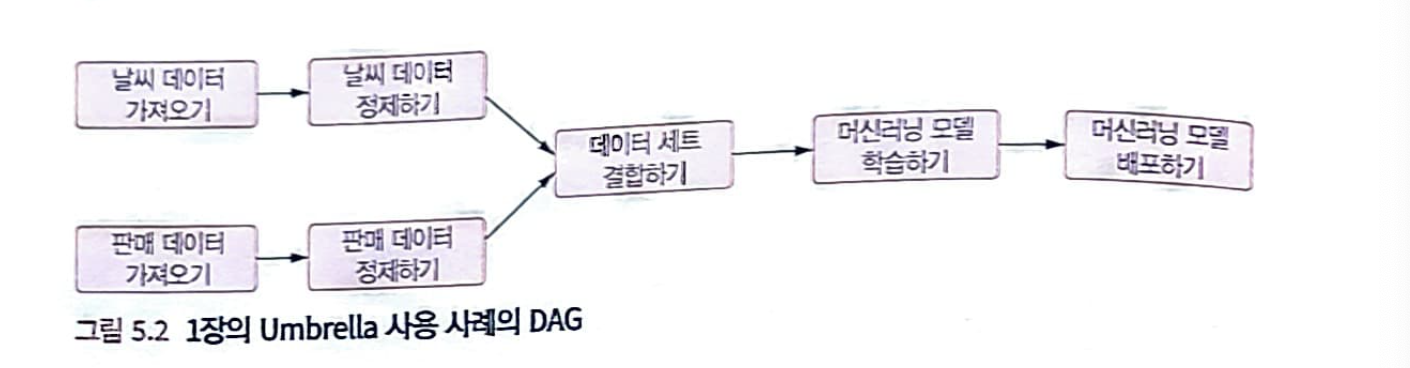 날씨 데이터
가져오기
날씨 데이터
정제하기
판매 데이터
가져오기
판매 데이터
정제하기
데이터 세트
결합하기
머신러닝 모델
학습하기
머신러닝 모델
배포하기
그림 5.2 1장의 Umbrella 사용 사례의 DAG